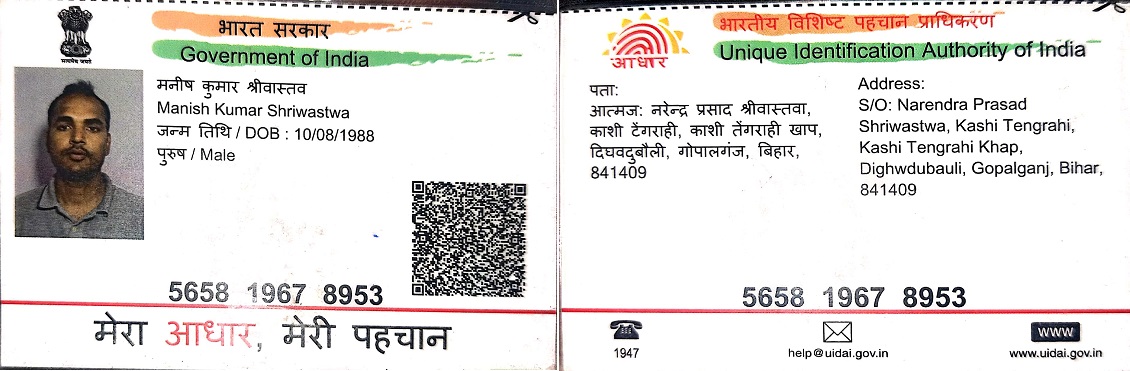 भारत सरकार
Government of India
सत्यमेव जयते
मनीष कुमार श्रीवास्तव
Manish Kumar Shriwastwa
जन्म तिथि / DOB : 10/08/1988
पुरुष / Male
5658 1967 8953
मेरा आधार, मेरी पहचान
भारतीय विशिष्ट पहचान प्राधिकरण
Unique Identification Authority of India
आधार
पता:
आत्मज: नरेन्द्र प्रसाद श्रीवास्तवा,
काशी टेंगराही, काशी तेंगराही खाप,
दिघवदुबौली, गोपालगंज, बिहार,
841409
Address:
S/O: Narendra Prasad
Shriwastwa, Kashi Tengrahi,
Kashi Tengrahi Khap,
Dighwdubauli, Gopalganj, Bihar,
841409
5658 1967 8953
1947
help@uidai.gov.in
www
www.uidai.gov.in